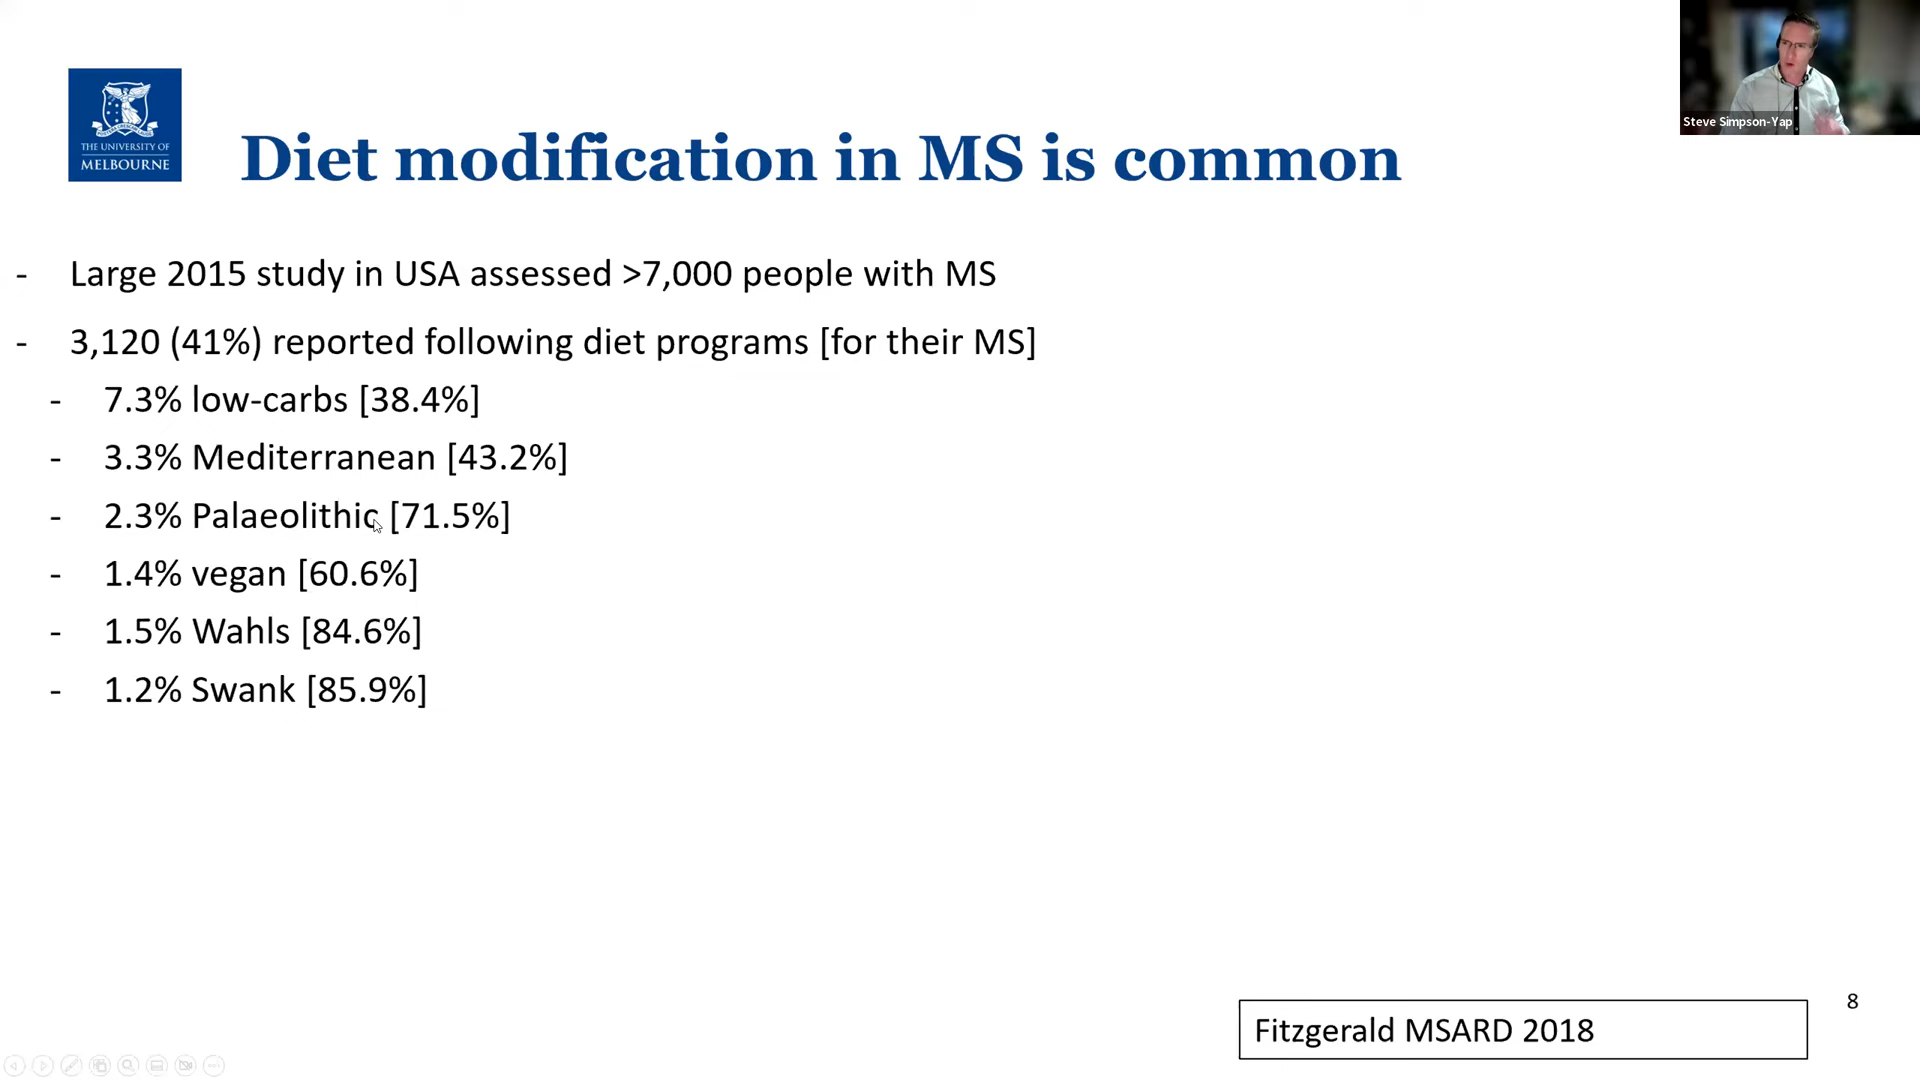 Steve Simpson-Yap
THE UNIVERSITY OF
MELBOURNE
Diet modification in MS is common
- Large 2015 study in USA assessed >7,000 people with MS
- 3,120 (41%) reported following diet programs [for their MS]
- 7.3% low-carbs [38.4%]
- 3.3% Mediterranean [43.2%]
- 2.3% Palaeolithic [71.5%]
- 1.4% vegan [60.6%]
- 1.5% Wahls [84.6%]
- 1.2% Swank [85.9%]
8
Fitzgerald MSARD 2018